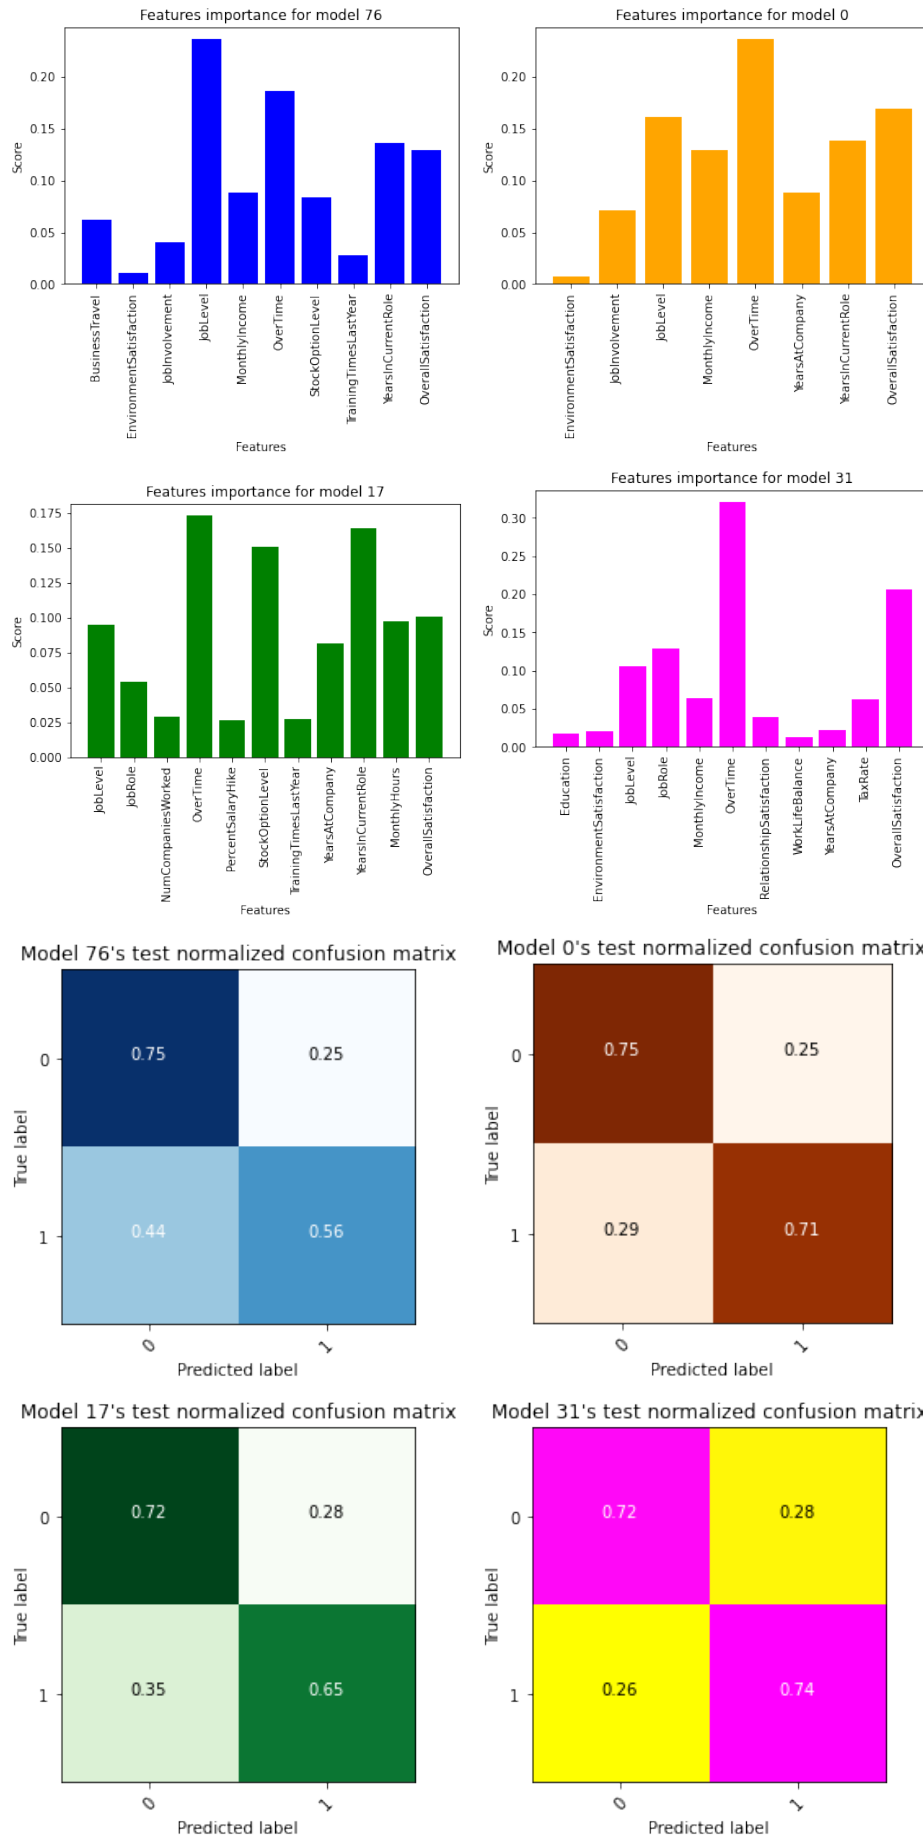 Features importance for model 76
Score
0.20
0.15
0.10
0.05
0.00
BusinessTravel
EnvironmentSatisfaction
JobInvolvement
JobLevel
MonthlyIncome
OverTime
StockOptionLevel
TrainingTimesLastYear
YearsInCurrentRole
OverallSatisfaction
Features
Features importance for model 0
Score
0.20
0.15
0.10
0.05
0.00
EnvironmentSatisfaction
JobInvolvement
JobLevel
MonthlyIncome
OverTime
YearsAtCompany
YearsInCurrentRole
OverallSatisfaction
Features
Features importance for model 17
Score
0.175
0.150
0.125
0.100
0.075
0.050
0.025
0.000
JobLevel
JobRole
NumCompaniesWorked
OverTime
PercentSalaryHike
StockOptionLevel
TrainingTimesLastYear
YearsAtCompany
YearsInCurrentRole
MonthlyHours
OverallSatisfaction
Features
Features importance for model 31
Score
0.30
0.25
0.20
0.15
0.10
0.05
0.00
Education
EnvironmentSatisfaction
JobLevel
JobRole
MonthlyIncome
OverTime
RelationshipSatisfaction
WorkLifeBalance
YearsAtCompany
TaxRate
OverallSatisfaction
Features
Model 76's test normalized confusion matrix
True label
0
0.75
0.25
1
0.44
0.56
0
1
Predicted label
Model 0's test normalized confusion matrix
True label
0
0.75
0.25
1
0.29
0.71
0
1
Predicted label
Model 17's test normalized confusion matrix
True label
0
0.72
0.28
1
0.35
0.65
0
1
Predicted label
Model 31's test normalized confusion matrix
True label
0
0.72
0.28
1
0.26
0.74
0
1
Predicted label